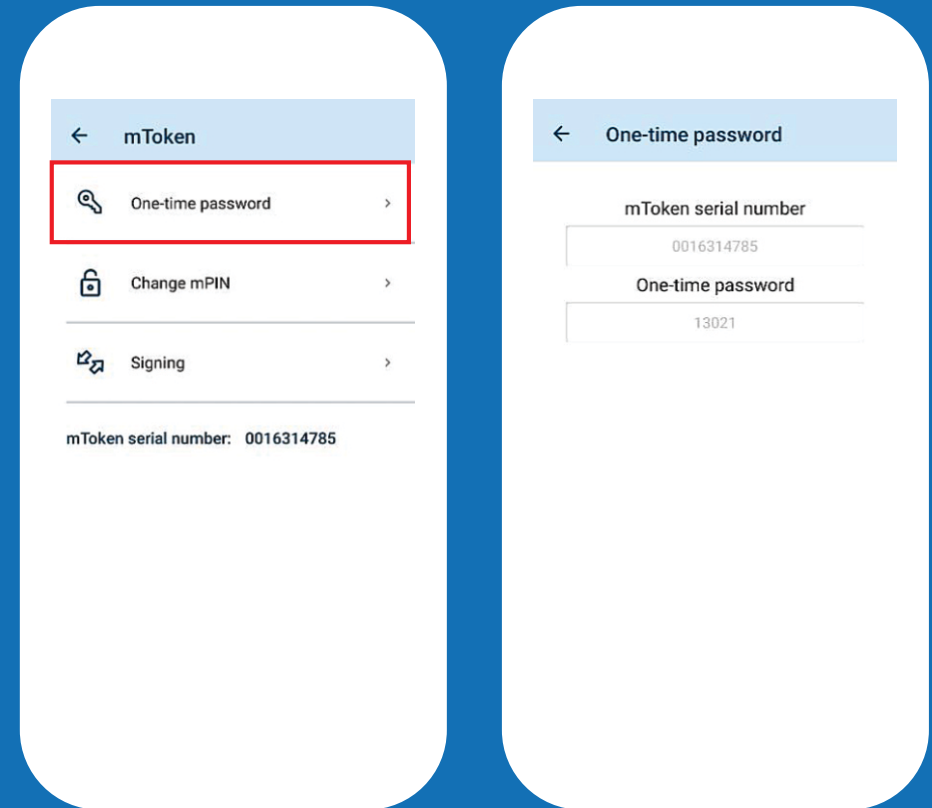 mToken
One-time password
Change mPIN
Signing
mToken serial number: 0016314785
One-time password
mToken serial number
0016314785
One-time password
13021